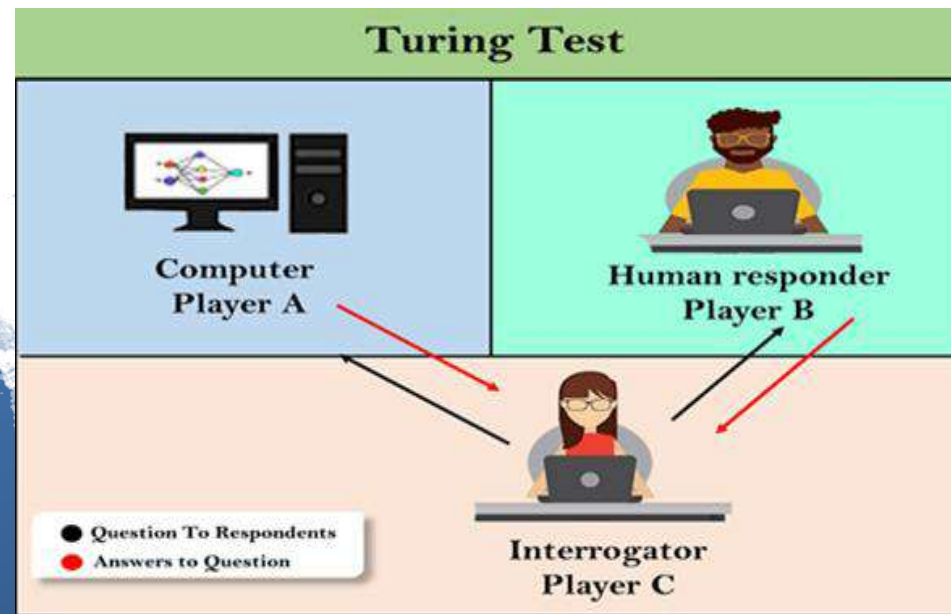 Turing Test
Computer
Player A
Human responder
Player B
Question To Respondents
Answers to Question
Interrogator
Player C